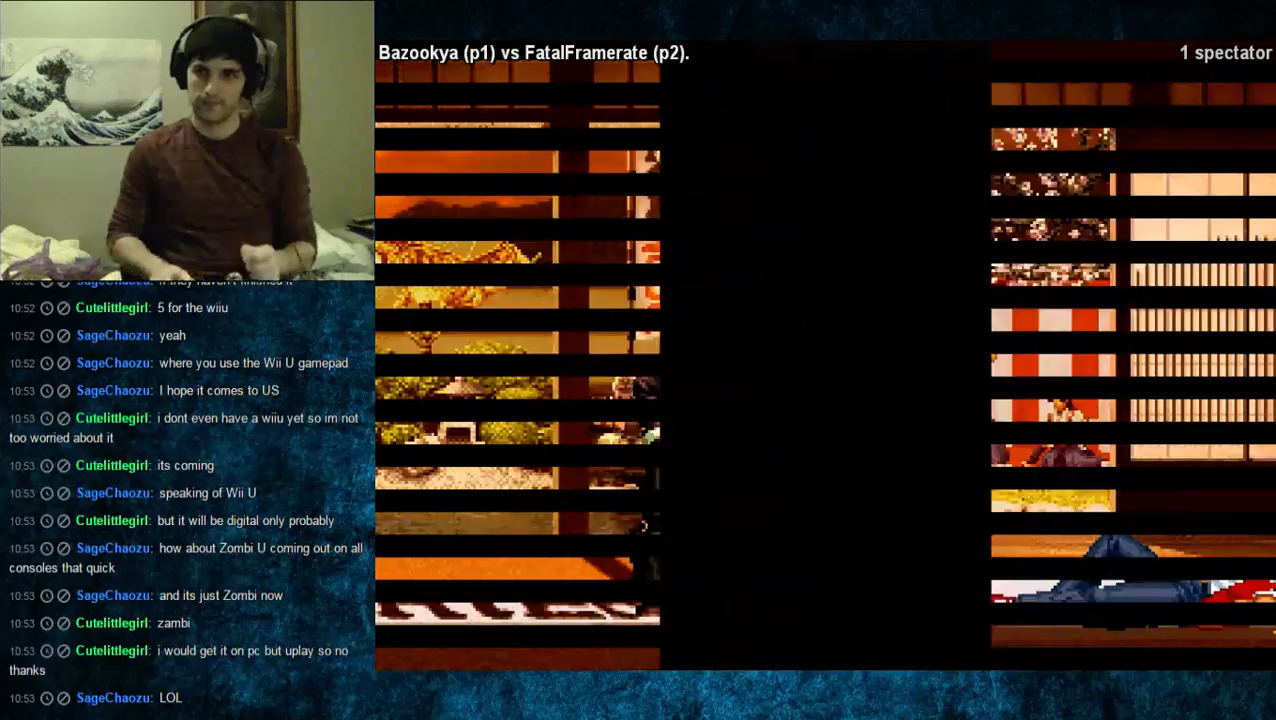 Bazookya (p1) vs FatalFramerate (p2).
1 spectator
10:52 Cutelittlegirl: 5 for the wiiu
10:52 SageChaozu: yeah
10:52 SageChaozu: where you use the Wii U gamepad
10:53 SageChaozu: I hope it comes to US
10:53 Cutelittlegirl: i dont even have a wiiu yet so im not
too worried about it
10:53 Cutelittlegirl: its coming
10:53 SageChaozu: speaking of Wii U
10:53 Cutelittlegirl: but it will be digital only probably
10:53 SageChaozu: how about Zombi U coming out on all
consoles that quick
10:53 SageChaozu: and its just Zombi now
10:53 Cutelittlegirl: zambi
10:53 Cutelittlegirl: i would get it on pc but uplay so no
thanks
10:53 SageChaozu: LOL